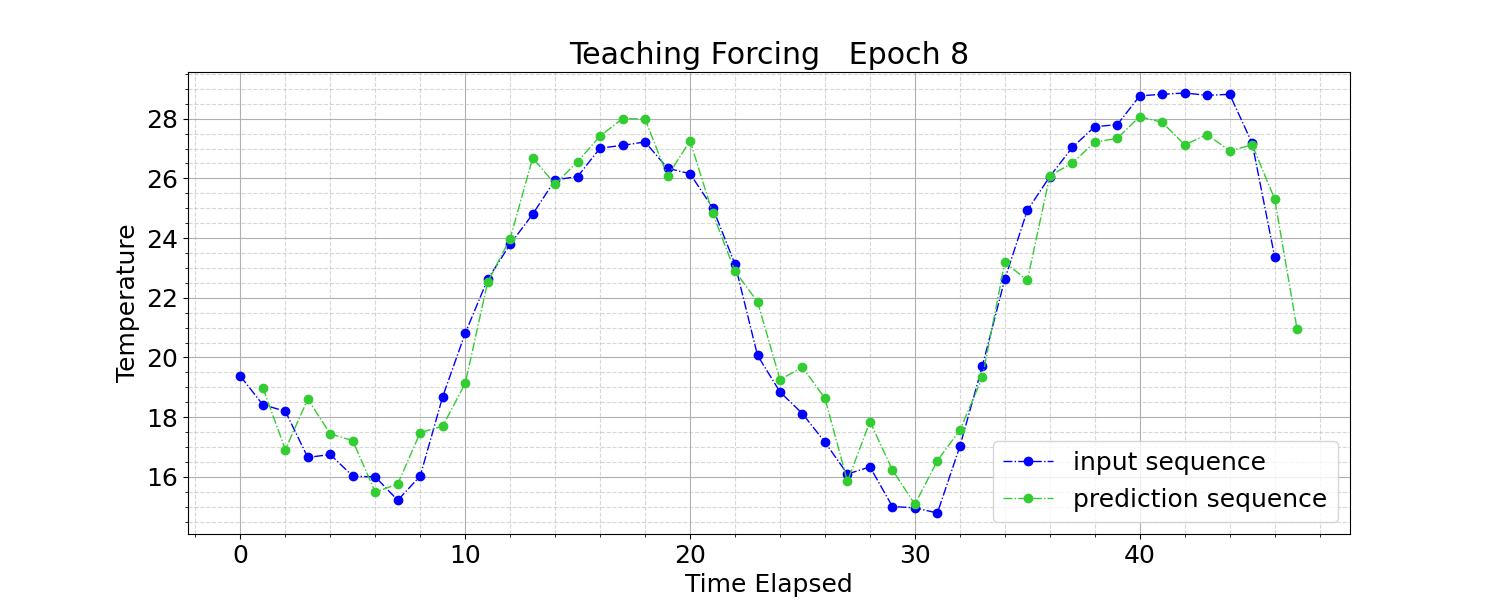 Teaching Forcing   Epoch 8
28
26
24
22
20
18
16
Temperature
0 10 20 30 40
Time Elapsed
input sequence
prediction sequence